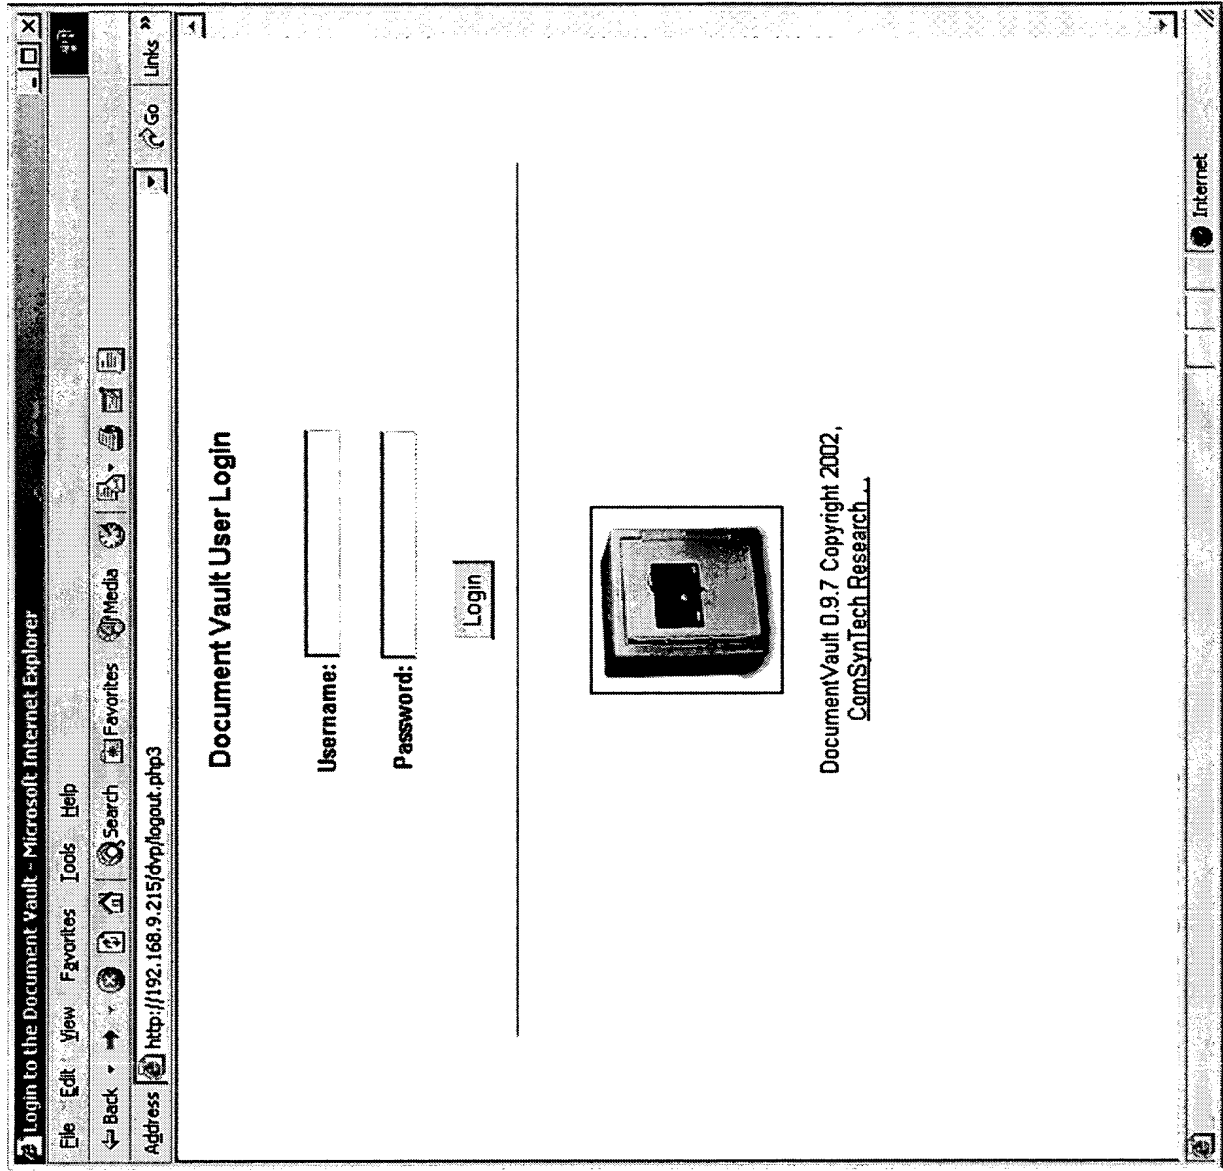 Login to the Document Vault - Microsoft Internet Explorer
File Edit View Favorites Tools Help
Back Search Favorites Media
Address http://192.168.9.215/dvp/logout.php3 Go Links »
Document Vault User Login
Username:
Password:
Login
DocumentVault 0.9.7 Copyright 2002,
ComSynTech Research . .
Internet